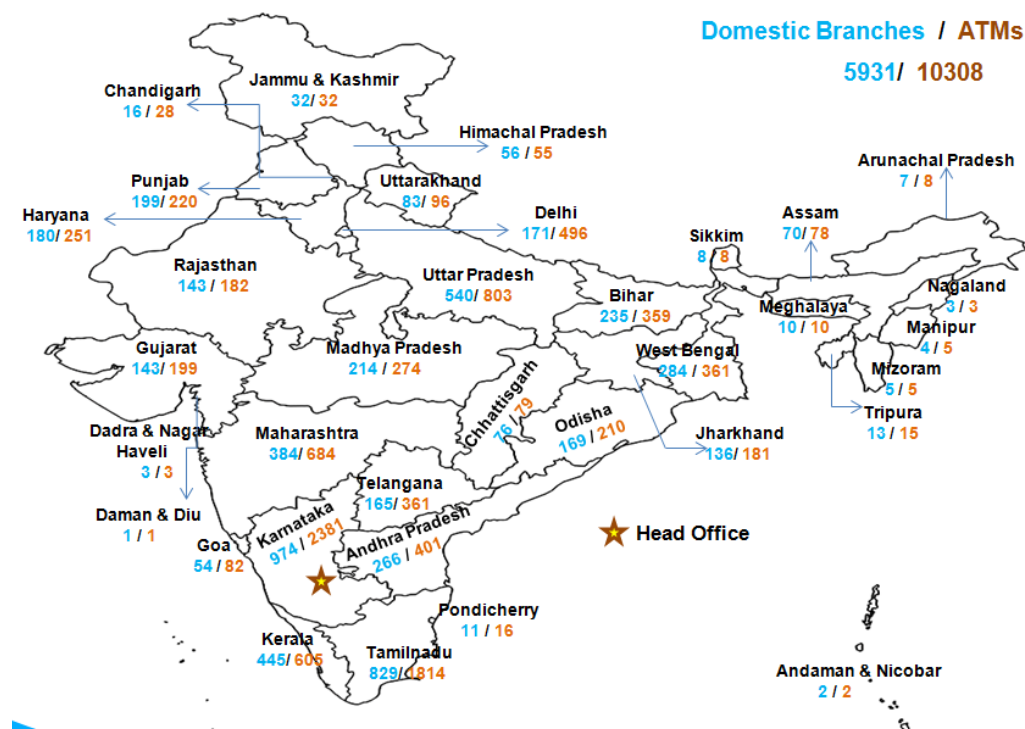 Domestic Branches / ATMs
5931/ 10308
Jammu & Kashmir
32/ 32
Chandigarh
16 / 28
Himachal Pradesh
56 / 55
Arunachal Pradesh
7 / 8
Punjab
199/ 220
Uttarakhand
83/ 96
Haryana
180/ 251
Delhi
171/ 496
Assam
70/ 78
Sikkim
8 / 8
Rajasthan
143 / 182
Uttar Pradesh
540/ 803
Bihar
235 / 359
Nagaland
3 / 3
Meghalaya
10 / 10
Manipur
4 / 5
Gujarat
143/ 199
Madhya Pradesh
214 / 274
West Bengal
284 / 361
Mizoram
5 / 5
Chhattisgarh
76 / 79
Tripura
13 / 15
Dadra & Nagar
Haveli
3 / 3
Maharashtra
384/ 684
Odisha
169 / 210
Jharkhand
136/ 181
Telangana
165/ 361
Daman & Diu
1 / 1
Karnataka
974 / 2381
Andhra Pradesh
266 / 401
Head Office
Goa
54 / 82
Pondicherry
11 / 16
Kerala
445/ 605
Tamilnadu
829/ 1814
Andaman & Nicobar
2 / 2